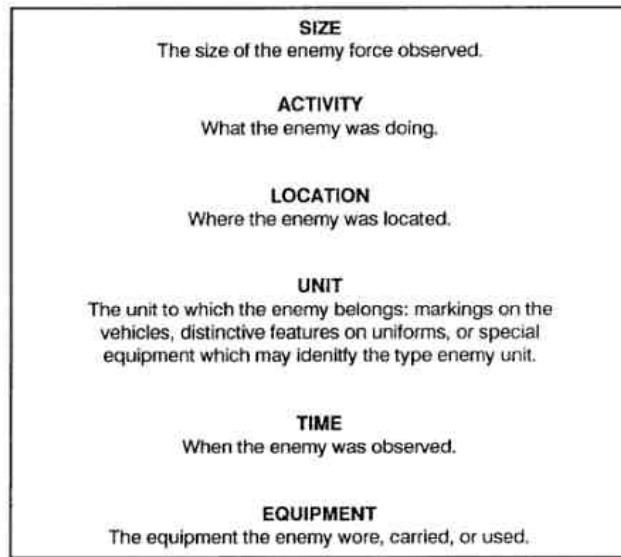 SIZE
The size of the enemy force observed.
ACTIVITY
What the enemy was doing.
LOCATION
Where the enemy was located.
UNIT
The unit to which the enemy belongs: markings on the
vehicles, distinctive features on uniforms, or special
equipment which may idenitfy the type enemy unit.
TIME
When the enemy was observed.
EQUIPMENT
The equipment the enemy wore, carried, or used.